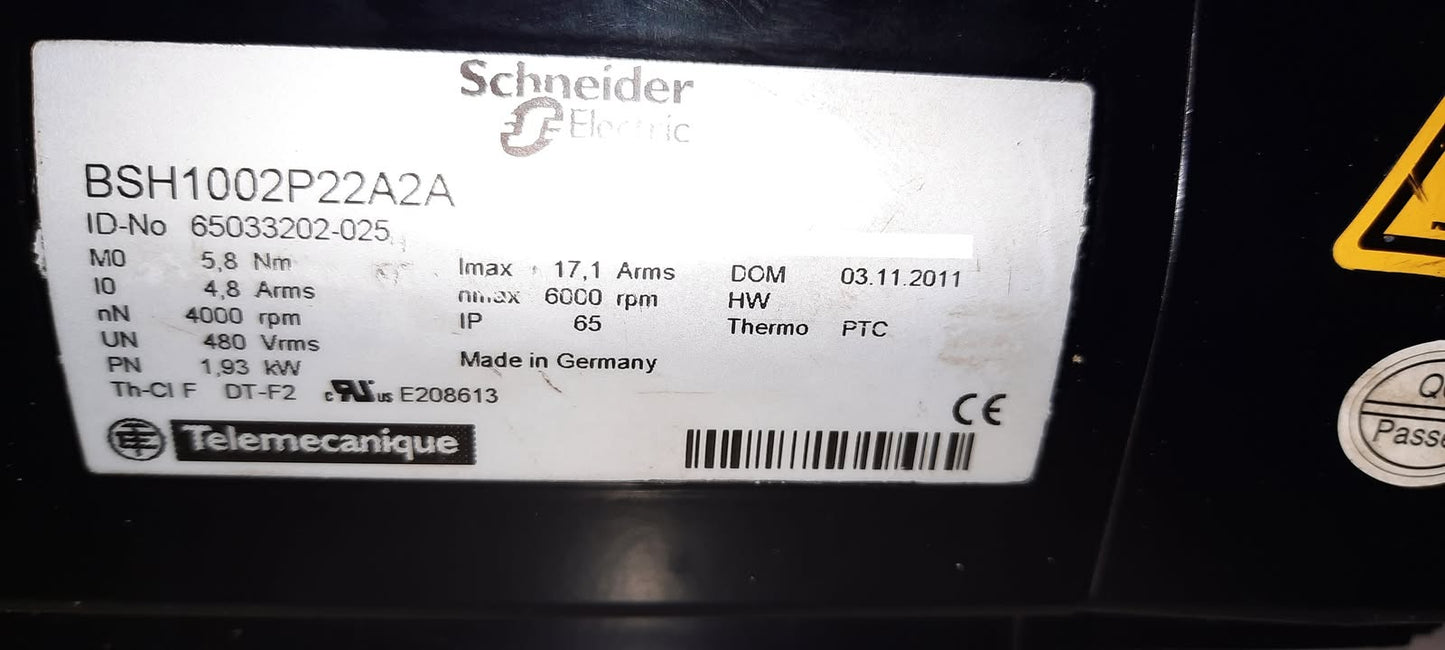 Schneider
Electric
BSH1002P22A2A
ID-No 65033202-025
M0 5,8 Nm
I0 4,8 Arms
nN 4000 rpm
UN 480 Vrms
PN 1,93 kW
Th-Cl F DT-F2 c us E208613
Imax 17,1 Arms
nmax 6000 rpm
IP 65
Made in Germany
DOM 03.11.2011
HW
Thermo PTC
CE
Telemecanique